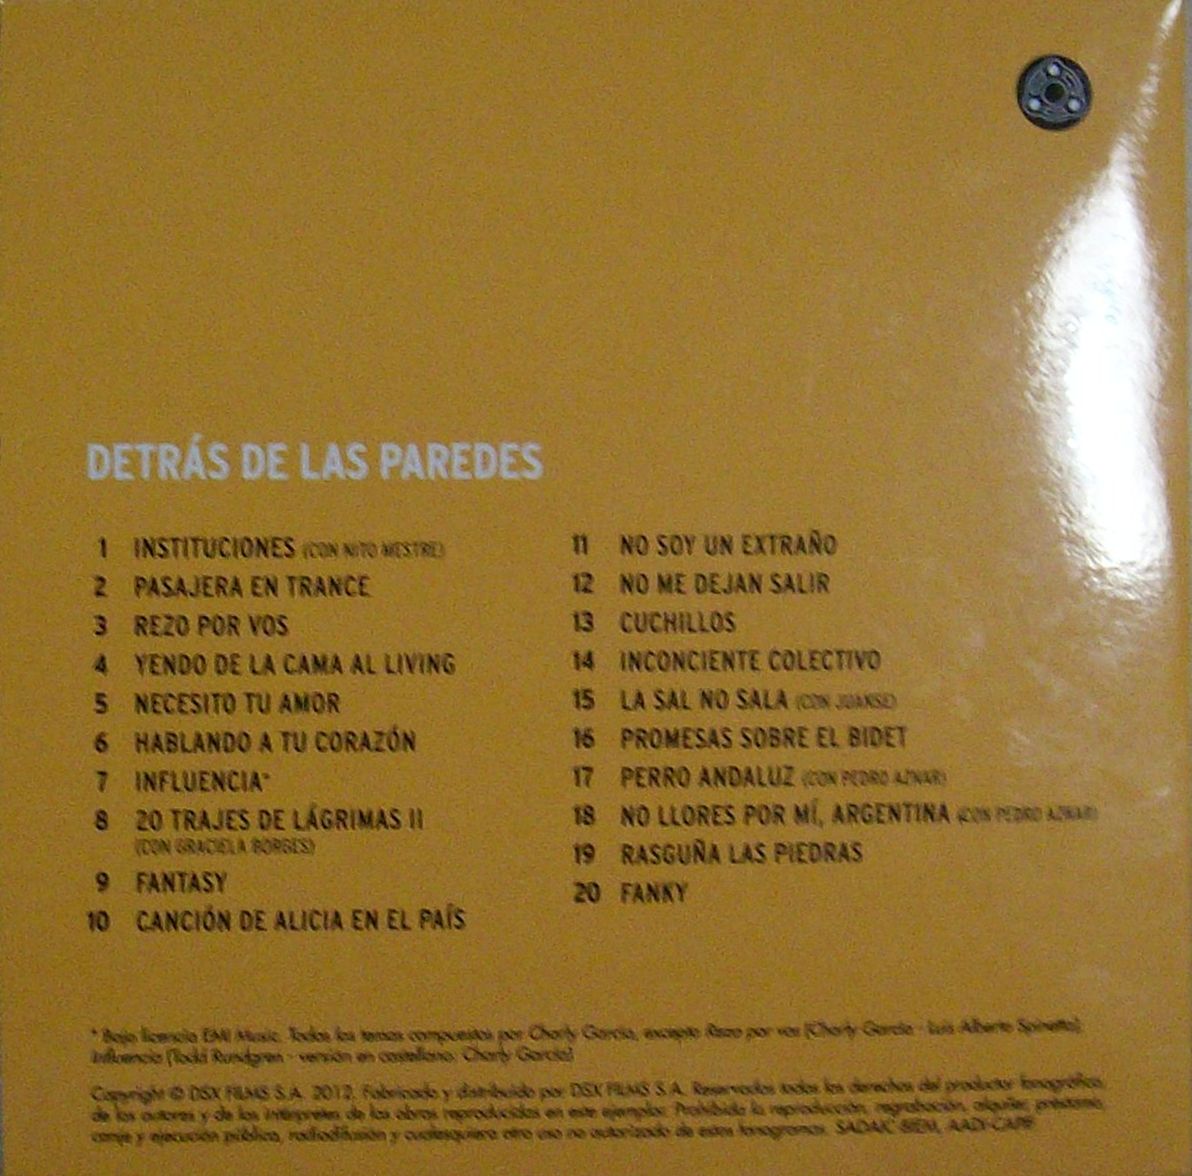 DETRÁS DE LAS PAREDES
1 INSTITUCIONES (CON NITO MESTRE)
2 PASAJERA EN TRANCE
3 REZO POR VOS
4 YENDO DE LA CAMA AL LIVING
5 NECESITO TU AMOR
6 HABLANDO A TU CORAZÓN
7 INFLUENCIA*
8 20 TRAJES DE LÁGRIMAS II
(CON GRACIELA BORGES)
9 FANTASY
10 CANCIÓN DE ALICIA EN EL PAÍS
11 NO SOY UN EXTRAÑO
12 NO ME DEJAN SALIR
13 CUCHILLOS
14 INCONCIENTE COLECTIVO
15 LA SAL NO SALA (CON JUANSE)
16 PROMESAS SOBRE EL BIDET
17 PERRO ANDALUZ (CON PEDRO AZNAR)
18 NO LLORES POR MÍ, ARGENTINA (CON PEDRO AZNAR)
19 RASGUÑA LAS PIEDRAS
20 FANKY
* Bajo licencia EMI Music. Todos los temas compuestos por Charly García, excepto Rezo por vos (Charly García - Luis Alberto Spinetta)
Influencia (Todd Rundgren - versión en castellano: Charly García)
Copyright © DSX FILMS S.A. 2012. Fabricado y distribuido por DSX FILMS S.A. Reservados todos los derechos del productor fonográfico,
de los autores y de los intérpretes de las obras reproducidas en este ejemplar. Prohibida la reproducción, regrabación, alquiler, préstamo,
canje y ejecución pública, radiodifusión y cualesquiera otro uso no autorizado de estos fonogramas. SADAIC-BIEM, AADI-CAPIF